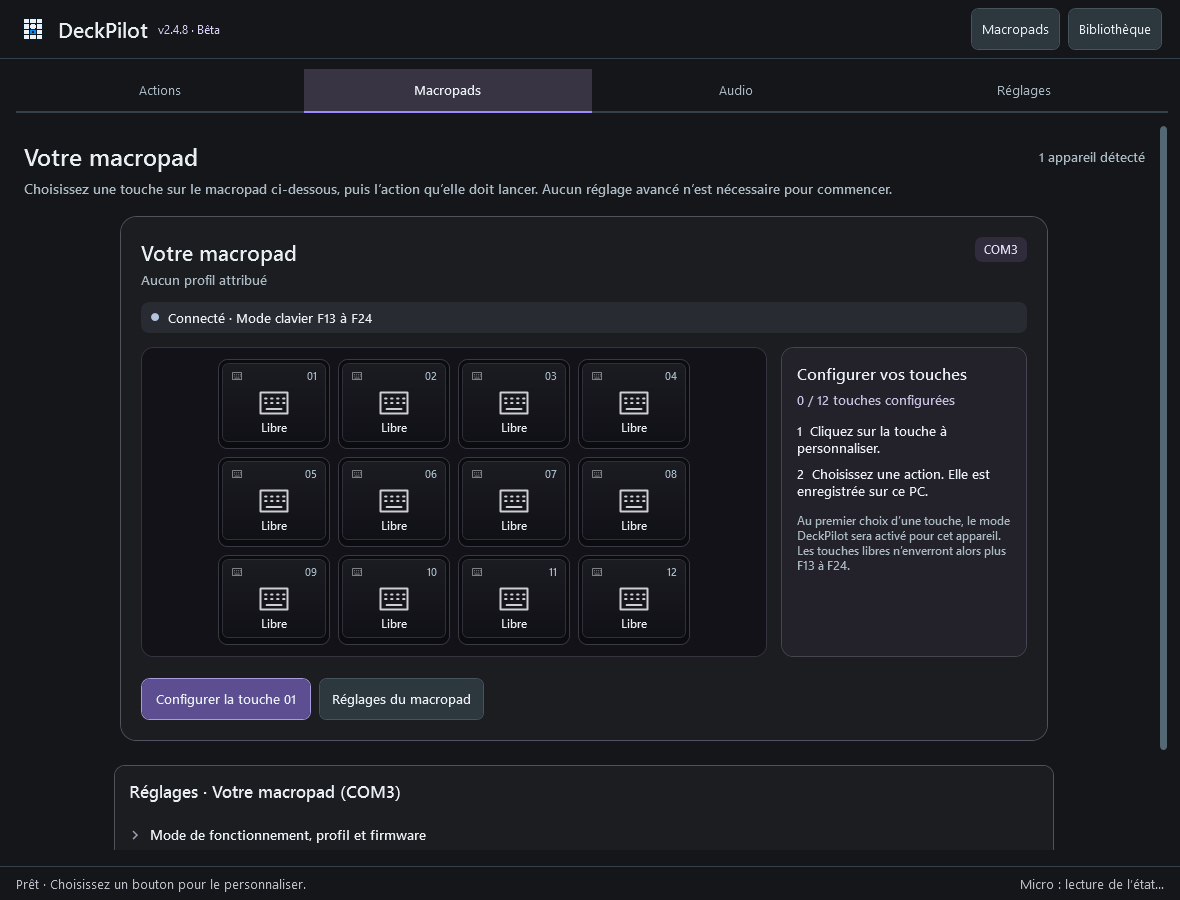 DeckPilot v2.4.8 · Bêta
Macropads
Bibliothèque
Actions
Macropads
Audio
Réglages
Votre macropad
1 appareil détecté
Choisissez une touche sur le macropad ci-dessous, puis l’action qu’elle doit lancer. Aucun réglage avancé n’est nécessaire pour commencer.
Votre macropad
COM3
Aucun profil attribué
Connecté · Mode clavier F13 à F24
01
Libre
02
Libre
03
Libre
04
Libre
05
Libre
06
Libre
07
Libre
08
Libre
09
Libre
10
Libre
11
Libre
12
Libre
Configurer vos touches
0 / 12 touches configurées
1 Cliquez sur la touche à
personnaliser.
2 Choisissez une action. Elle est
enregistrée sur ce PC.
Au premier choix d’une touche, le mode
DeckPilot sera activé pour cet appareil.
Les touches libres n’enverront alors plus
F13 à F24.
Configurer la touche 01
Réglages du macropad
Réglages · Votre macropad (COM3)
Mode de fonctionnement, profil et firmware
Prêt · Choisissez un bouton pour le personnaliser.
Micro : lecture de l'état...